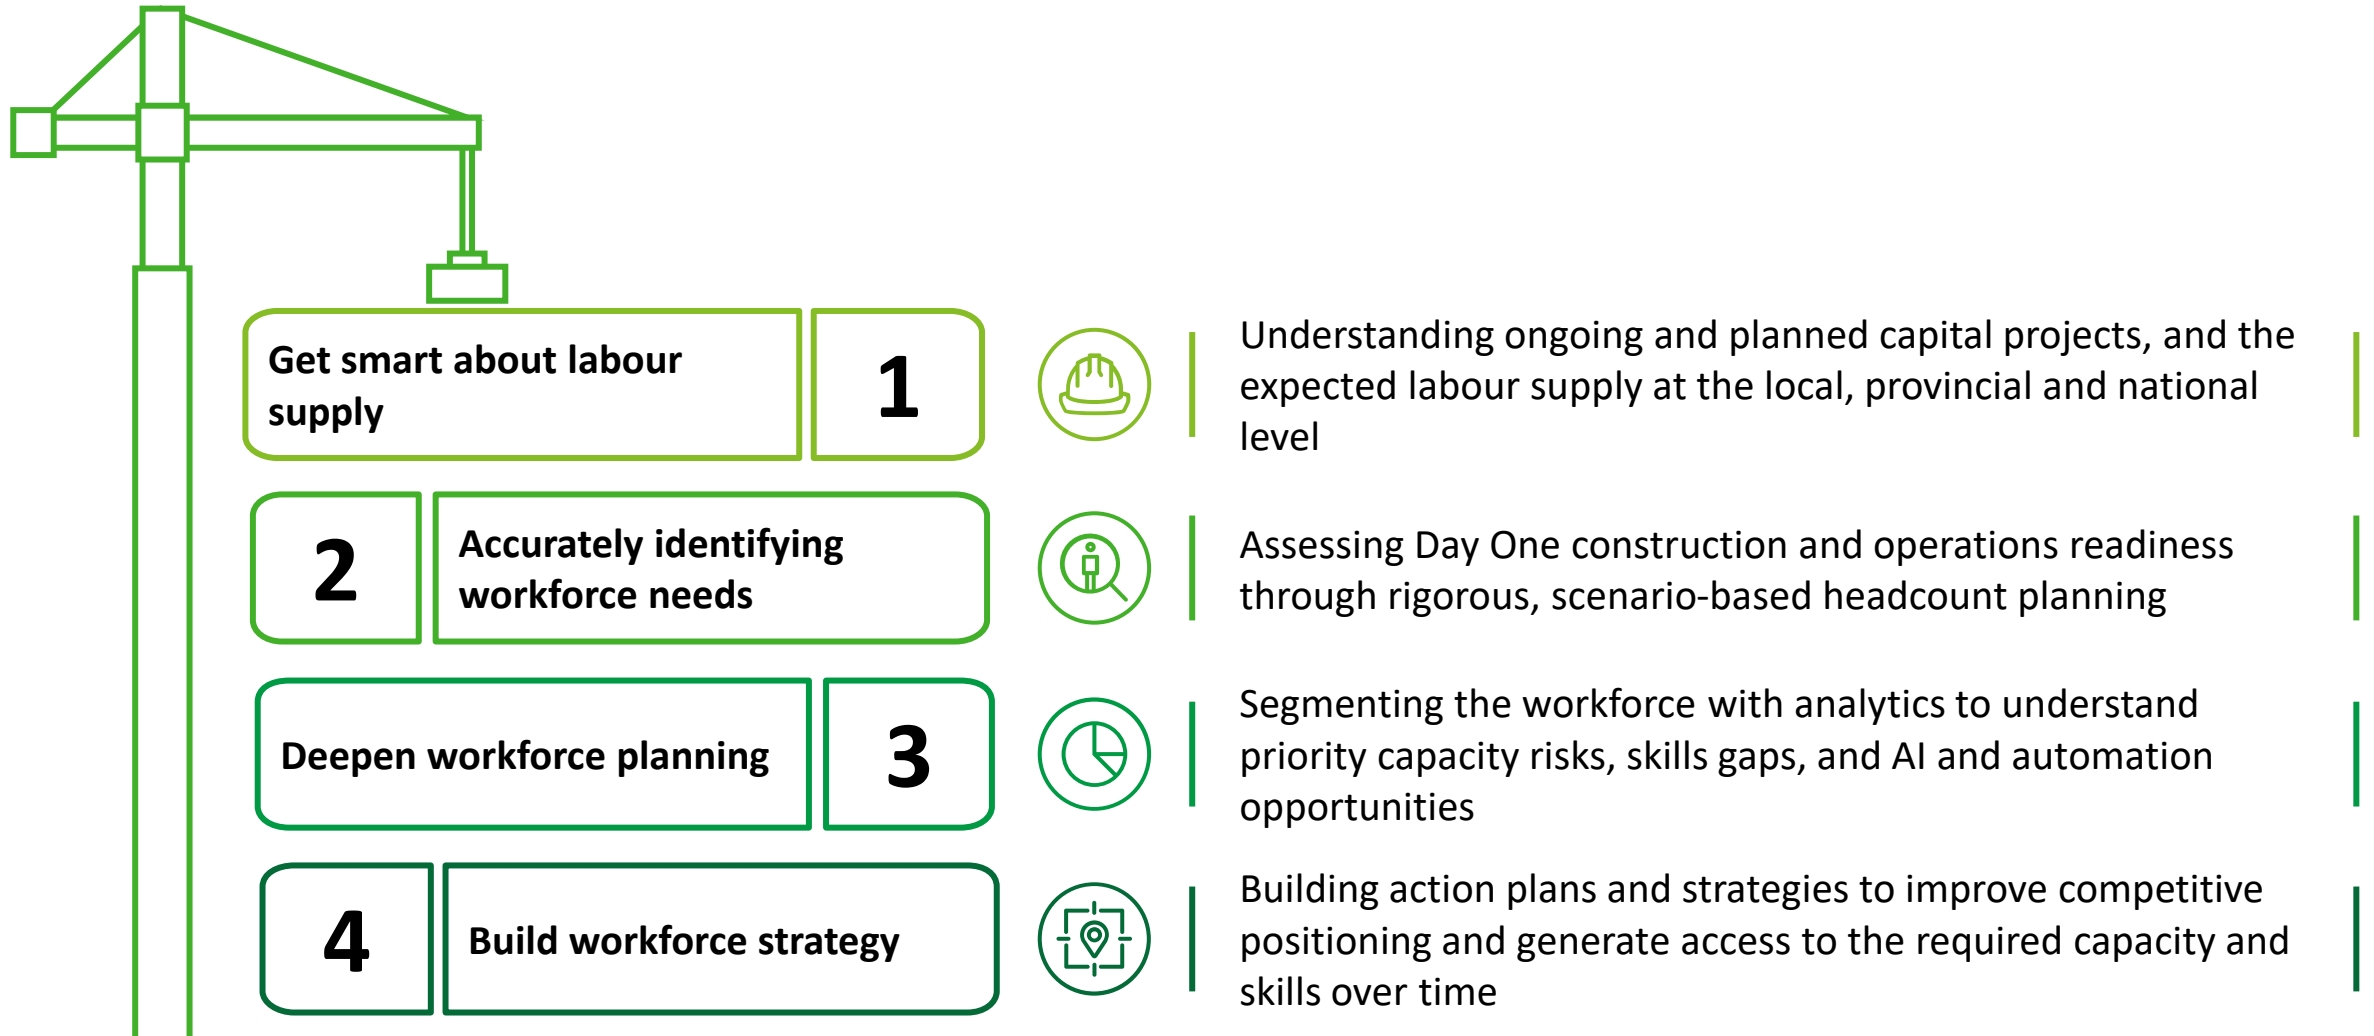 Get smart about labour
supply
1
Understanding ongoing and planned capital projects, and the
expected labour supply at the local, provincial and national
level
2
Accurately identifying
workforce needs
Assessing Day One construction and operations readiness
through rigorous, scenario-based headcount planning
Deepen workforce planning
3
Segmenting the workforce with analytics to understand
priority capacity risks, skills gaps, and AI and automation
opportunities
4
Build workforce strategy
Building action plans and strategies to improve competitive
positioning and generate access to the required capacity and
skills over time